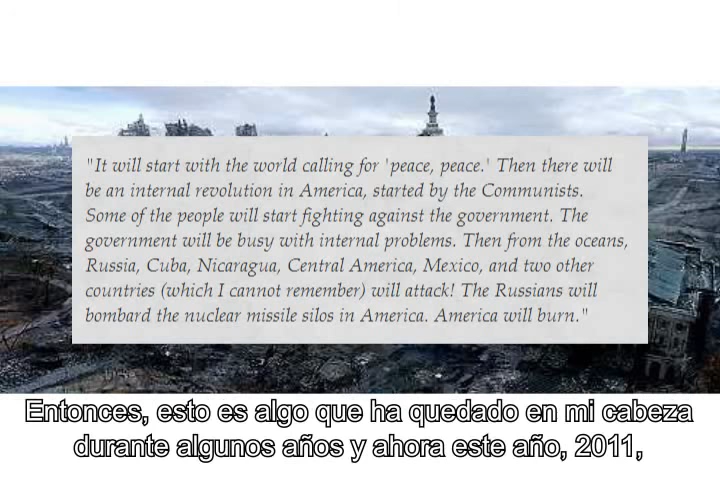 "It will start with the world calling for 'peace, peace.' Then there will
be an internal revolution in America, started by the Communists.
Some of the people will start fighting against the government. The
government will be busy with internal problems. Then from the oceans,
Russia, Cuba, Nicaragua, Central America, Mexico, and two other
countries (which I cannot remember) will attack! The Russians will
bombard the nuclear missile silos in America. America will burn."
Entonces, esto es algo que ha quedado en mi cabeza
durante algunos años y ahora este año, 2011,